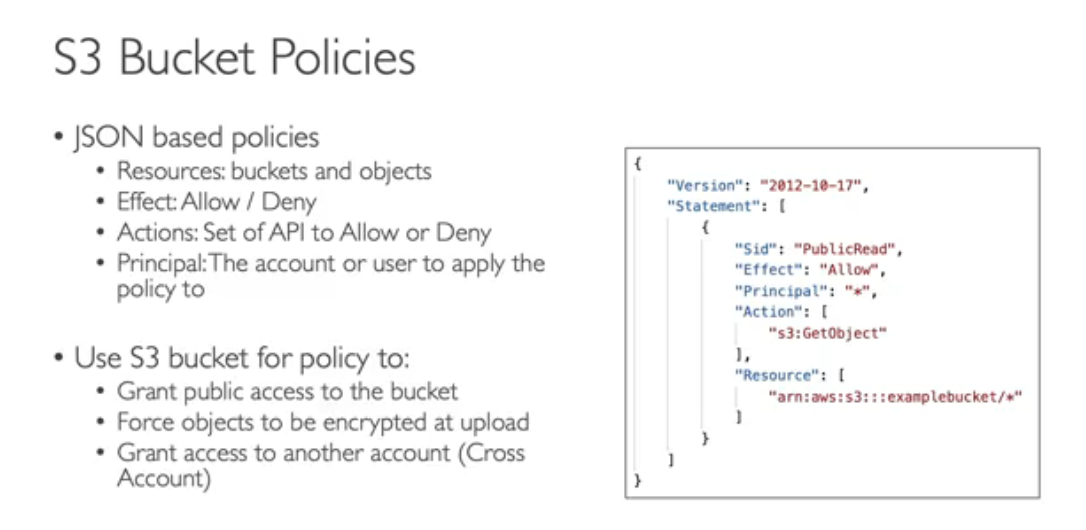 S3 Bucket Policies
• JSON based policies
• Resources: buckets and objects
• Effect: Allow / Deny
• Actions: Set of API to Allow or Deny
• Principal: The account or user to apply the
policy to
• Use S3 bucket for policy to:
• Grant public access to the bucket
• Force objects to be encrypted at upload
• Grant access to another account (Cross
Account)
{
"Version": "2012-10-17",
"Statement": [
{
"Sid": "PublicRead",
"Effect": "Allow",
"Principal": "*",
"Action": [
"s3:GetObject"
],
"Resource": [
"arn:aws:s3:::examplebucket/*"
]
}
]
}